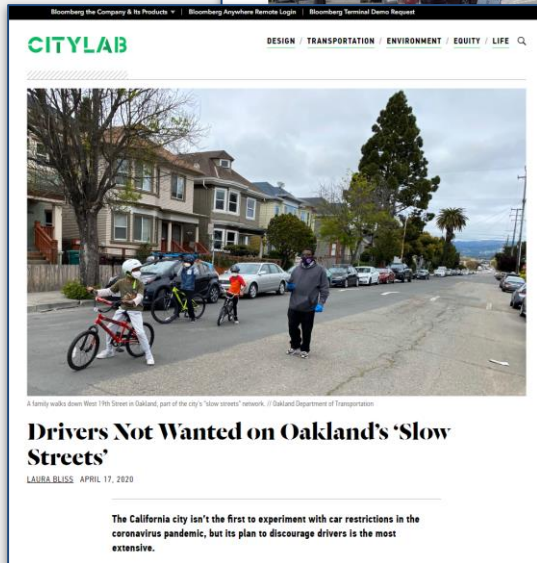 Bloomberg the Company & Its Products ▼ | Bloomberg Anywhere Remote Login | Bloomberg Terminal Demo Request
CITYLAB
DESIGN / TRANSPORTATION / ENVIRONMENT / EQUITY / LIFE
A family walks down West 19th Street in Oakland, part of the city's "slow streets" network. // Oakland Department of Transportation
Drivers Not Wanted on Oakland's ‘Slow
Streets’
LAURA BLISS APRIL 17, 2020
The California city isn't the first to experiment with car restrictions in the
coronavirus pandemic, but its plan to discourage drivers is the most
extensive.